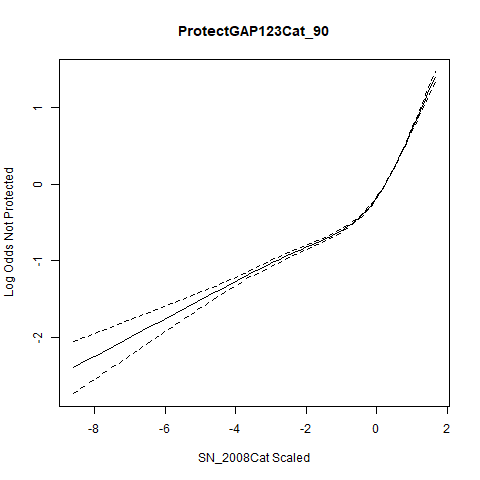 ProtectGAP123Cat_90
Log Odds Not Protected
1
0
-1
-2
-8 -6 -4 -2 0 2
SN_2008Cat Scaled